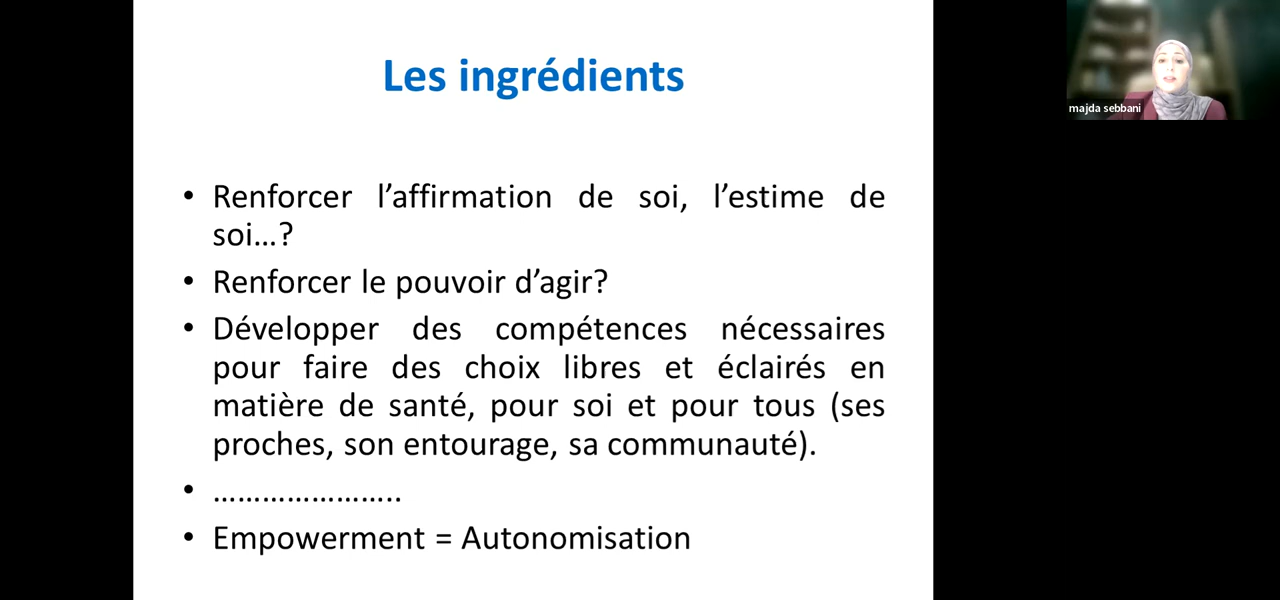 Les ingrédients
majda sebbani
• Renforcer l’affirmation de soi, l’estime de
soi…?
• Renforcer le pouvoir d’agir?
• Développer des compétences nécessaires
pour faire des choix libres et éclairés en
matière de santé, pour soi et pour tous (ses
proches, son entourage, sa communauté).
• …………………..
• Empowerment = Autonomisation